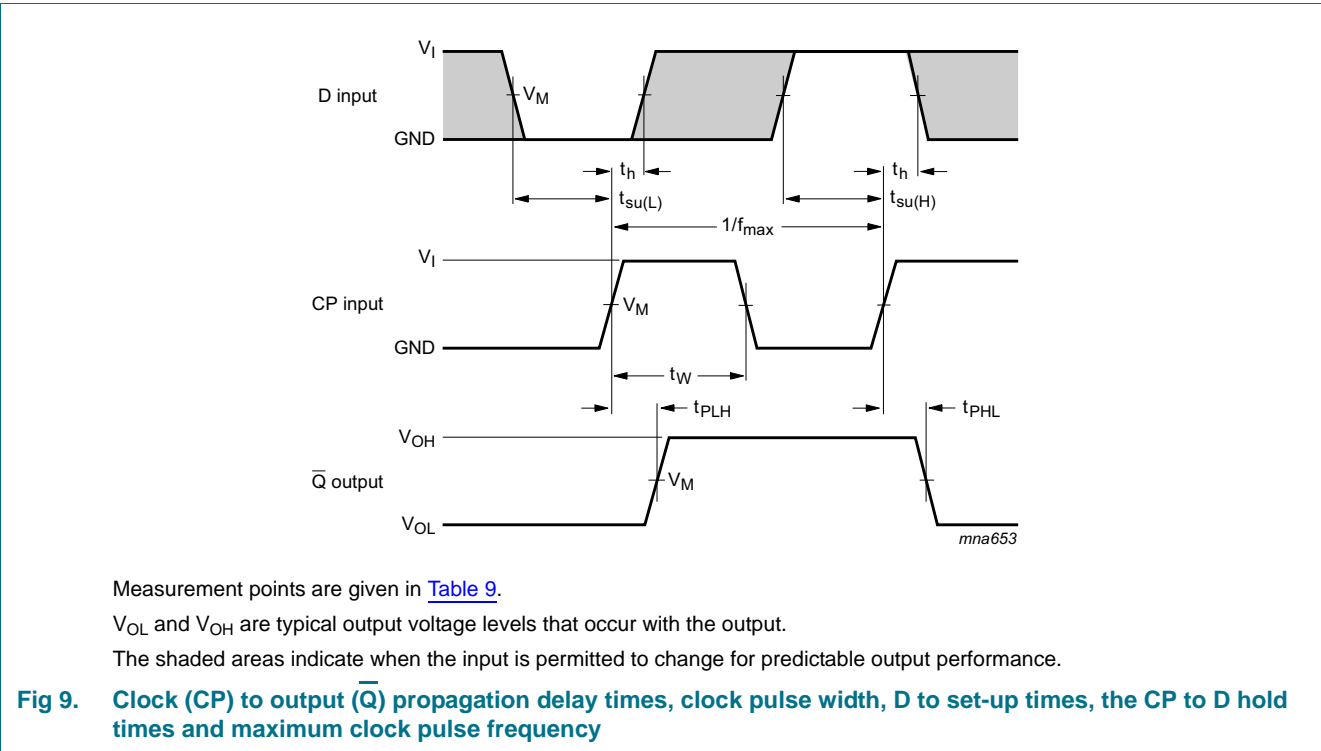 V_I
D input
V_M
GND
t_h t_h
t_su(L) t_su(H)
1/f_max
V_I
CP input
V_M
GND
t_W
t_PLH t_PHL
V_OH
Q̅ output
V_M
V_OL
mna653
Measurement points are given in Table 9.
V_OL and V_OH are typical output voltage levels that occur with the output.
The shaded areas indicate when the input is permitted to change for predictable output performance.
Fig 9. Clock (CP) to output (Q̅) propagation delay times, clock pulse width, D to set-up times, the CP to D hold
times and maximum clock pulse frequency